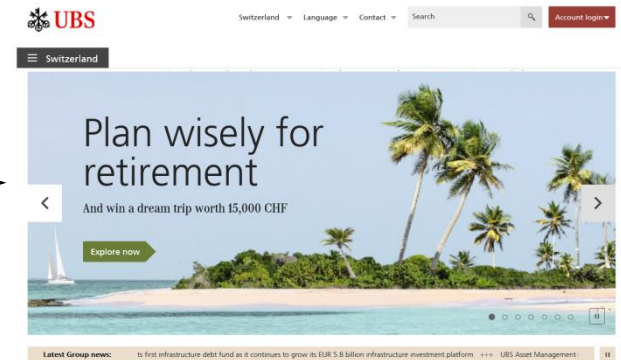 UBS
Switzerland Language Contact Search Account login
Switzerland
Plan wisely for
retirement
And win a dream trip worth 15,000 CHF
Explore now
Latest Group news: ts first infrastructure debt fund as it continues to grow its EUR 5.8 billion infrastructure investment platform +++ UBS Asset Management